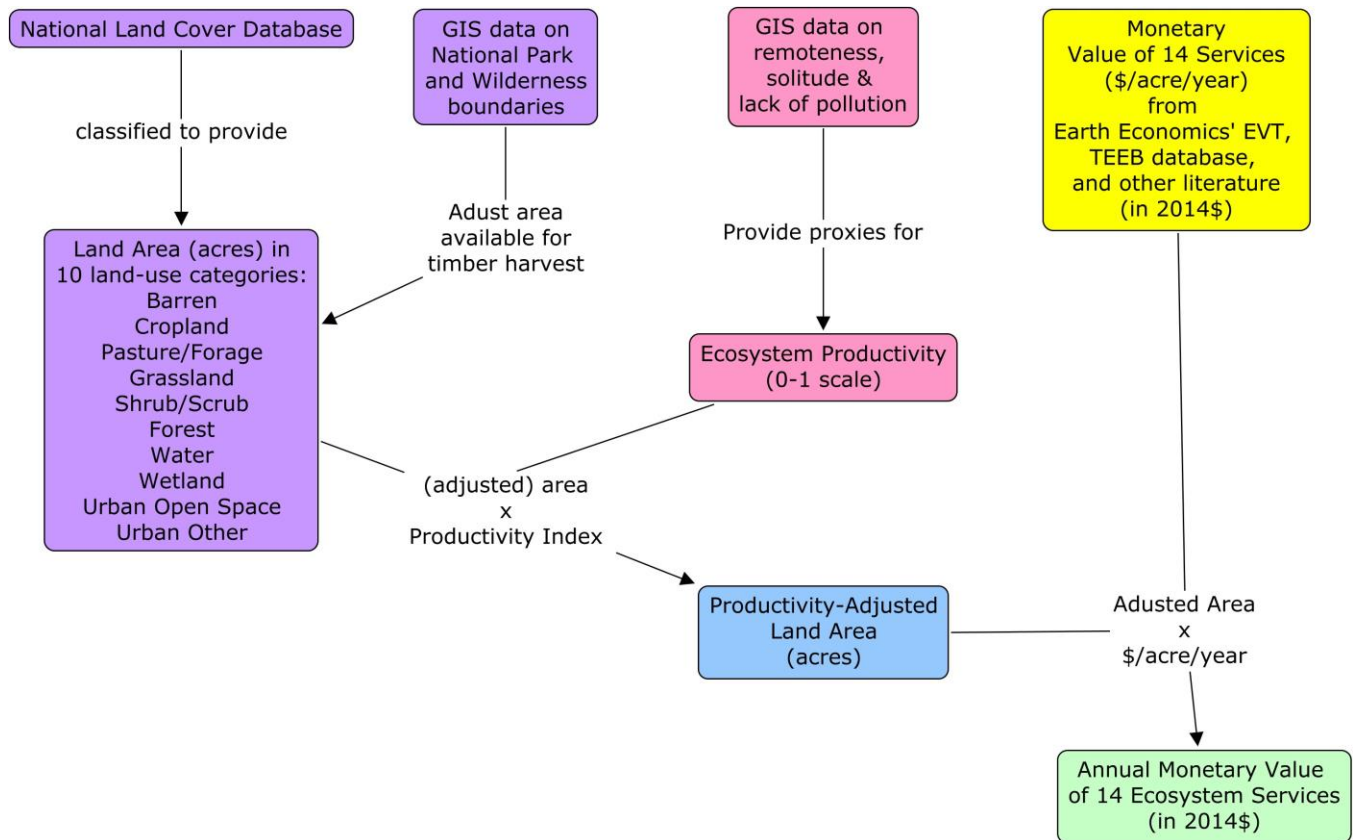 National Land Cover Database
GIS data on
National Park
and Wilderness
boundaries
GIS data on
remoteness,
solitude &
lack of pollution
Monetary
Value of 14 Services
($/acre/year)
from
Earth Economics' EVT,
TEEB database,
and other literature
(in 2014$)
classified to provide
Adust area
available for
timber harvest
Provide proxies for
Land Area (acres) in
10 land-use categories:
Barren
Cropland
Pasture/Forage
Grassland
Shrub/Scrub
Forest
Water
Wetland
Urban Open Space
Urban Other
Ecosystem Productivity
(0-1 scale)
(adjusted) area
x
Productivity Index
Productivity-Adjusted
Land Area
(acres)
Adusted Area
x
$/acre/year
Annual Monetary Value
of 14 Ecosystem Services
(in 2014$)